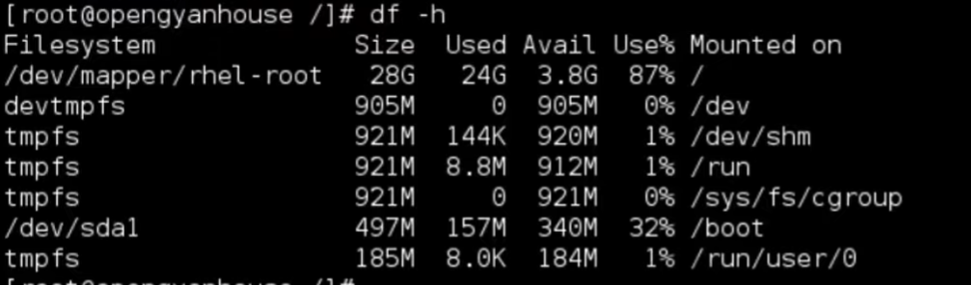 [root@opengyanhouse /]# df -h
Filesystem Size Used Avail Use% Mounted on
/dev/mapper/rhel-root 28G 24G 3.8G 87% /
devtmpfs 905M 0 905M 0% /dev
tmpfs 921M 144K 920M 1% /dev/shm
tmpfs 921M 8.8M 912M 1% /run
tmpfs 921M 0 921M 0% /sys/fs/cgroup
/dev/sda1 497M 157M 340M 32% /boot
tmpfs 185M 8.0K 184M 1% /run/user/0
[root@opengyanhouse /]#